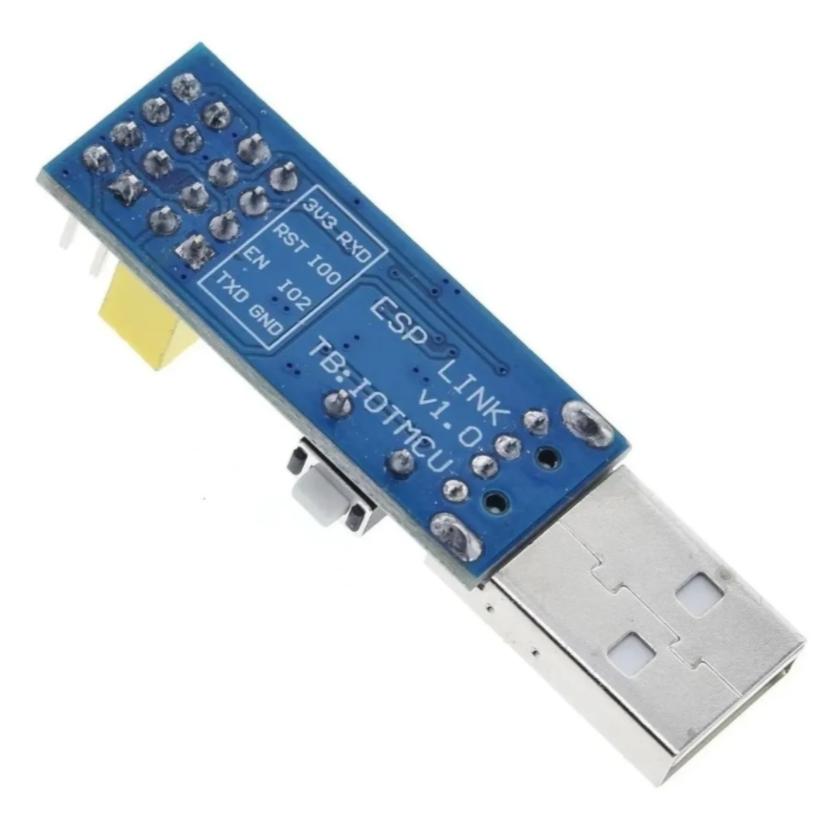 3V3 RXD
RST IO0
EN IO2
TXD GND
ESP LINK
v1.0
TB:IOTMCU